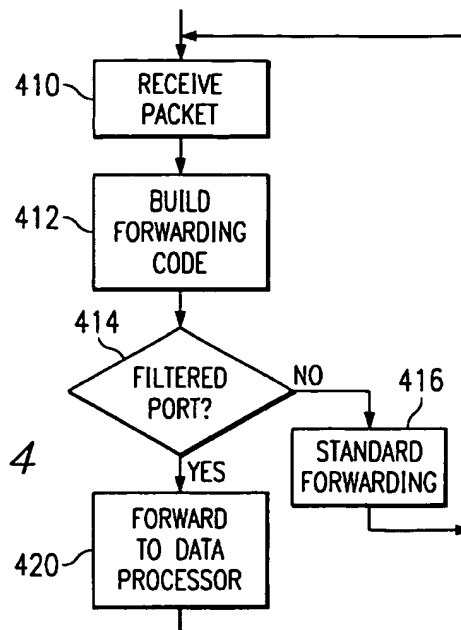 410
RECEIVE
PACKET
412
BUILD
FORWARDING
CODE
414
FILTERED
PORT?
NO
416
STANDARD
FORWARDING
4
YES
420
FORWARD
TO DATA
PROCESSOR